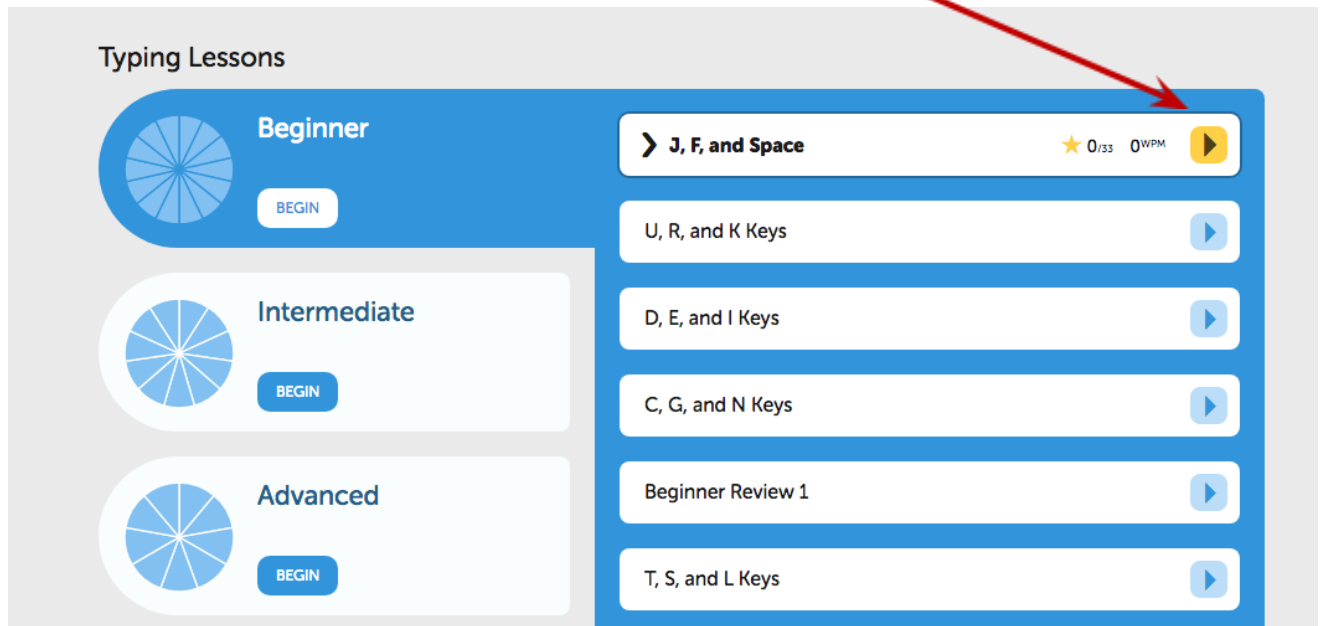 Typing Lessons
Beginner
BEGIN
J, F, and Space
0/33 0WPM
U, R, and K Keys
D, E, and I Keys
C, G, and N Keys
Beginner Review 1
T, S, and L Keys
Intermediate
BEGIN
Advanced
BEGIN